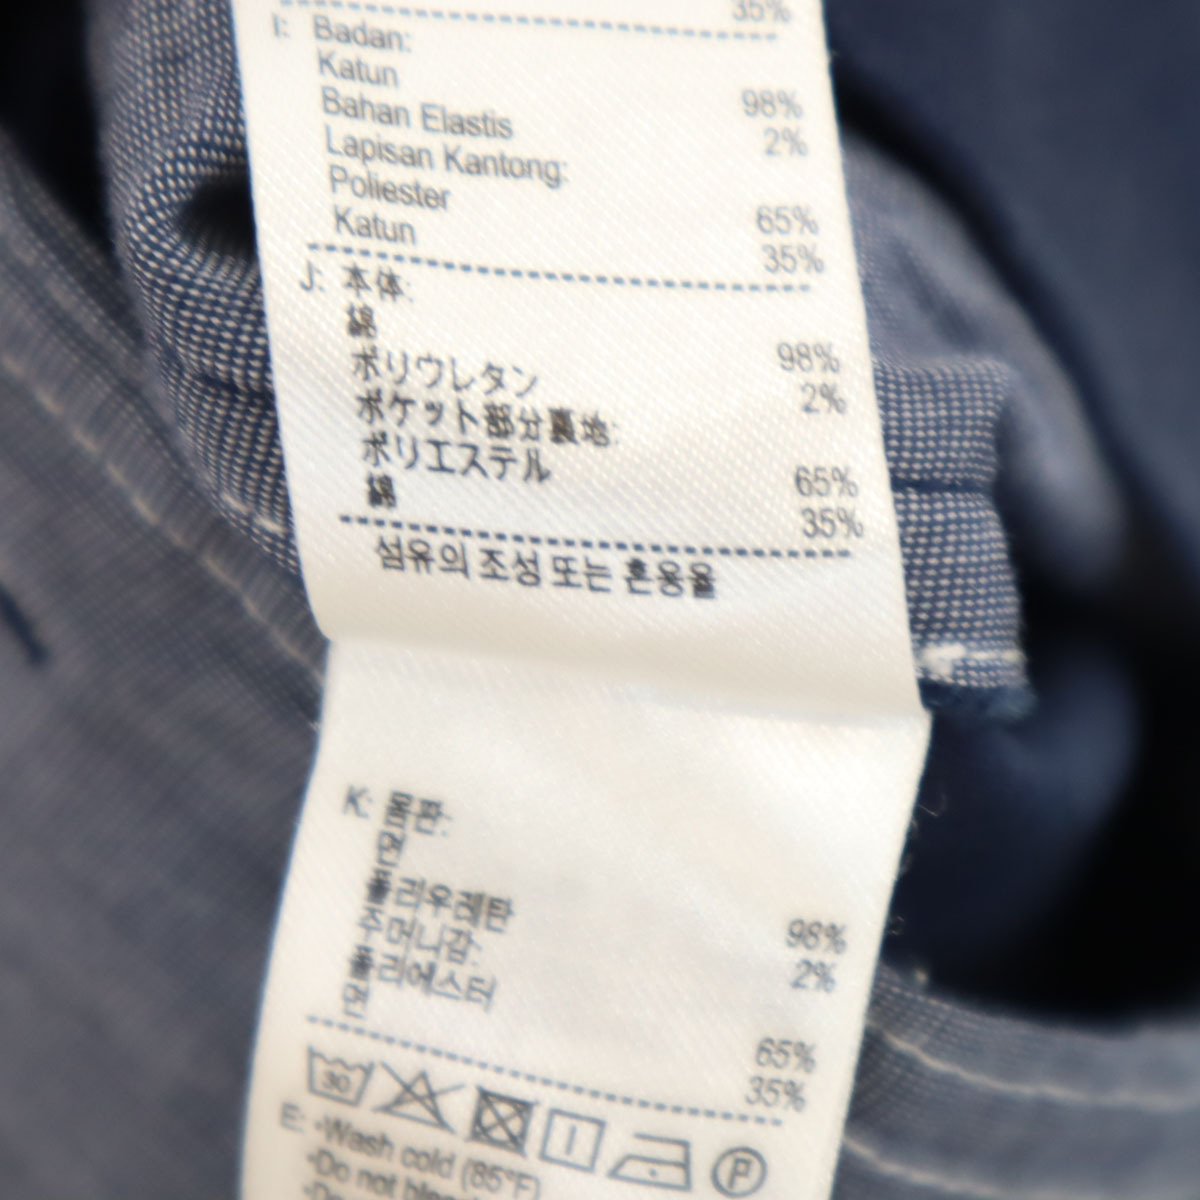 35%
I: Badan:
Katun 98%
Bahan Elastis 2%
Lapisan Kantong:
Poliester 65%
Katun 35%
J: 本体:
綿 98%
ポリウレタン 2%
ポケット部分裏地:
ポリエステル 65%
綿 35%
섬유의 조성 또는 혼용율
K: 몸판:
면 98%
폴리우레탄 2%
주머니감:
폴리에스터 65%
면 35%
30 P
E: •Wash cold (85°F)
•Do not